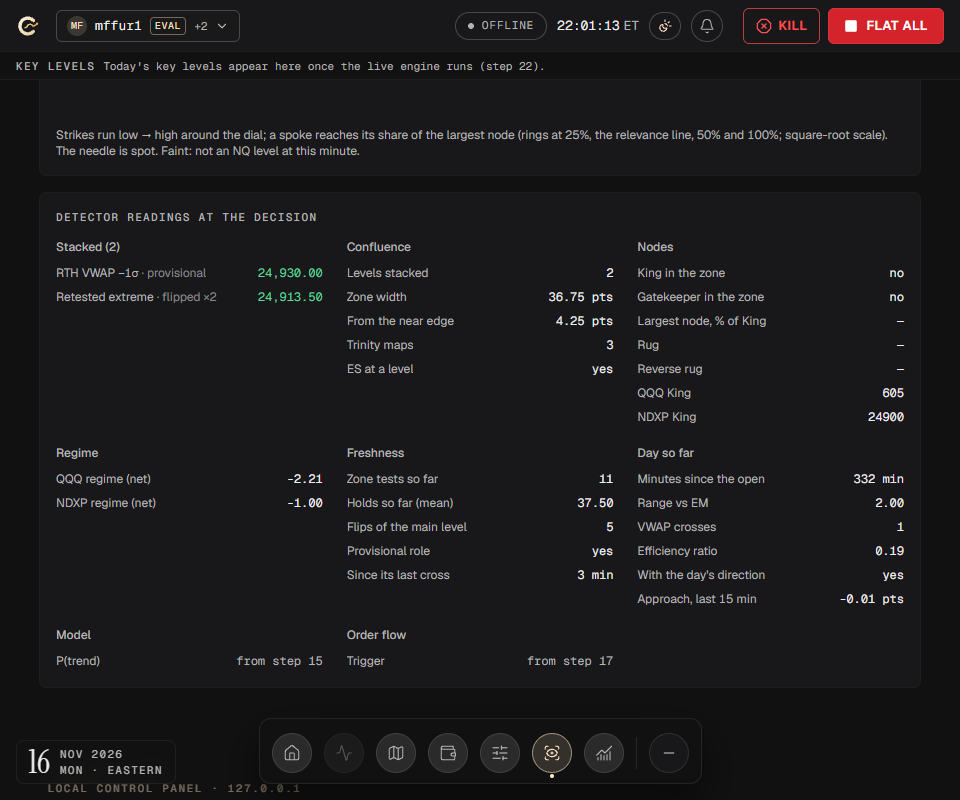 MF mffur1 EVAL +2
OFFLINE 22:01:13 ET KILL FLAT ALL
KEY LEVELS Today's key levels appear here once the live engine runs (step 22).
Strikes run low → high around the dial; a spoke reaches its share of the largest node (rings at 25%, the relevance line, 50% and 100%; square-root scale).
The needle is spot. Faint: not an NQ level at this minute.
DETECTOR READINGS AT THE DECISION
Stacked (2)
RTH VWAP −1σ · provisional 24,930.00
Retested extreme · flipped ×2 24,913.50
Confluence
Levels stacked 2
Zone width 36.75 pts
From the near edge 4.25 pts
Trinity maps 3
ES at a level yes
Nodes
King in the zone no
Gatekeeper in the zone no
Largest node, % of King –
Rug –
Reverse rug –
QQQ King 605
NDXP King 24900
Regime
QQQ regime (net) -2.21
NDXP regime (net) -1.00
Freshness
Zone tests so far 11
Holds so far (mean) 37.50
Flips of the main level 5
Provisional role yes
Since its last cross 3 min
Day so far
Minutes since the open 332 min
Range vs EM 2.00
VWAP crosses 1
Efficiency ratio 0.19
With the day's direction yes
Approach, last 15 min -0.01 pts
Model
P(trend) from step 15
Order flow
Trigger from step 17
16 NOV 2026
MON · EASTERN
LOCAL CONTROL PANEL · 127.0.0.1